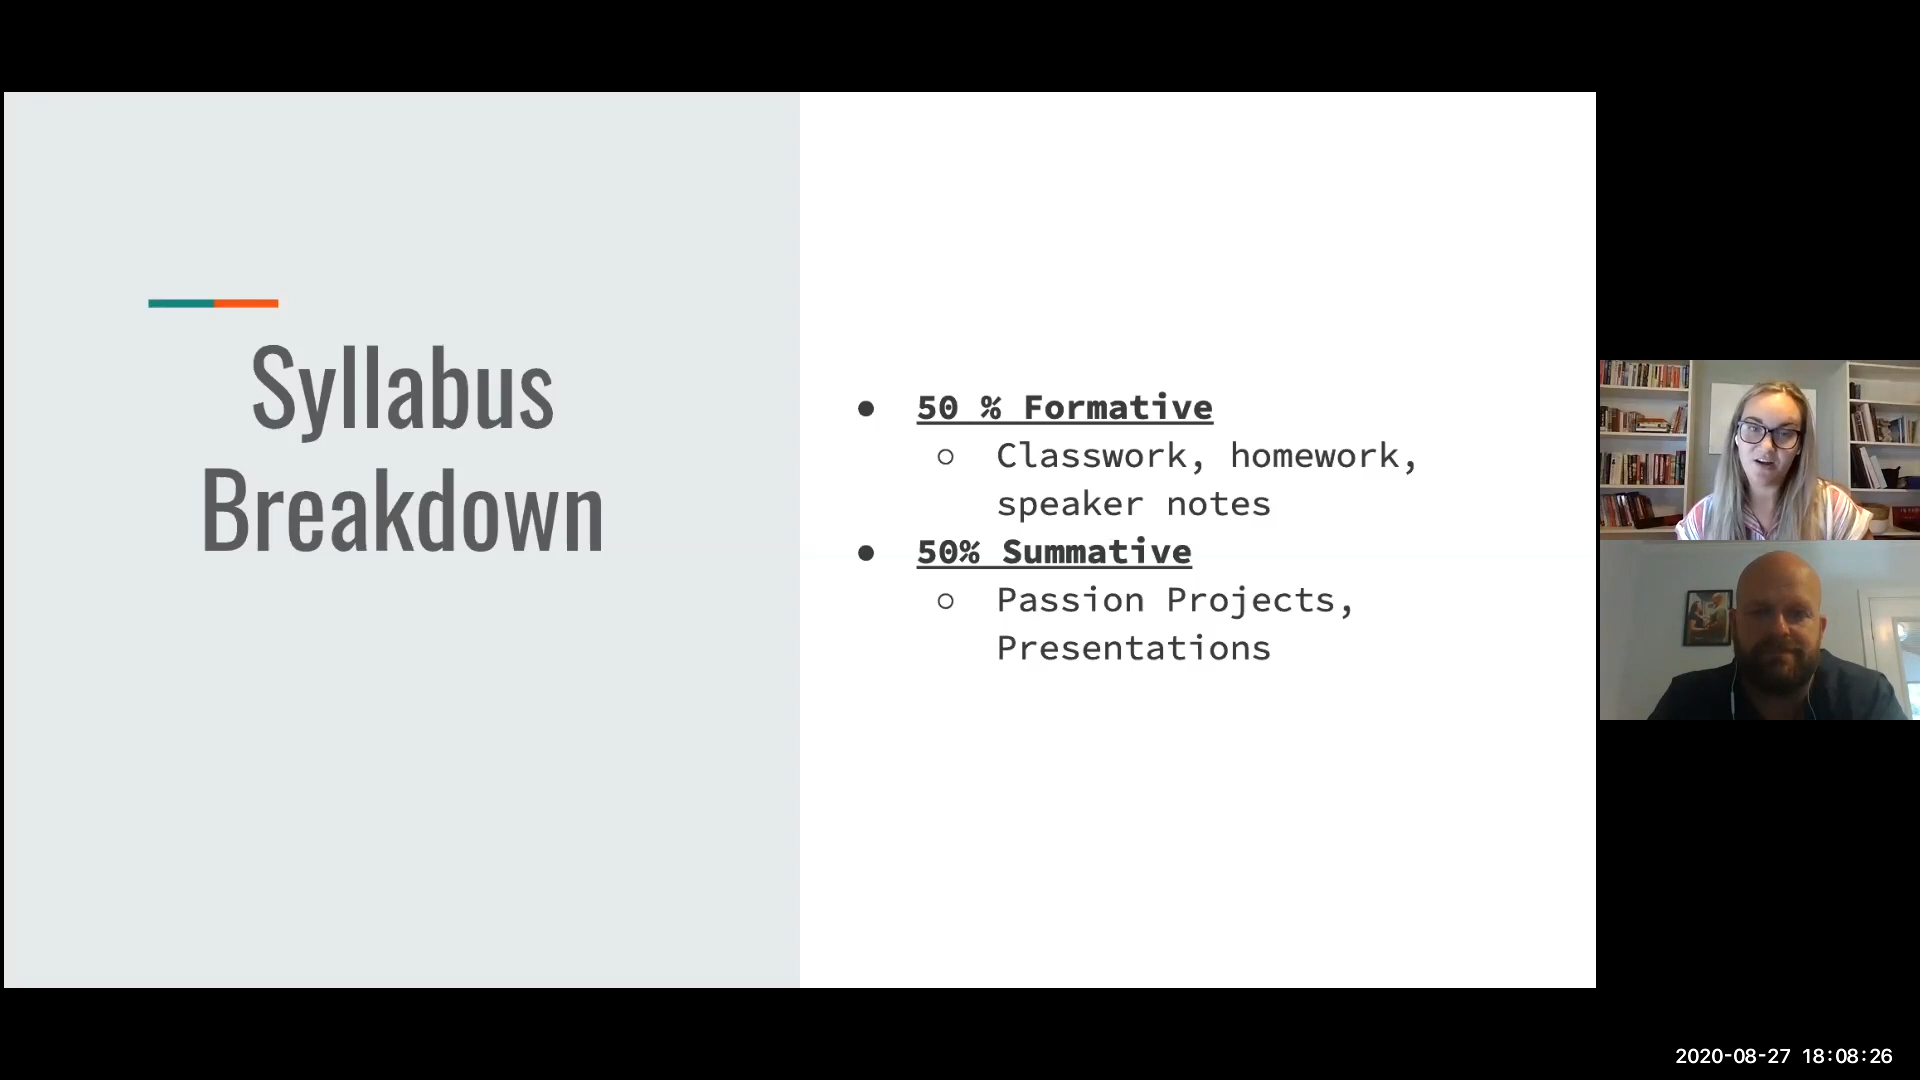 Syllabus
Breakdown
● 50 % Formative
○ Classwork, homework,
speaker notes
● 50% Summative
○ Passion Projects,
Presentations
2020-08-27 18:08:26